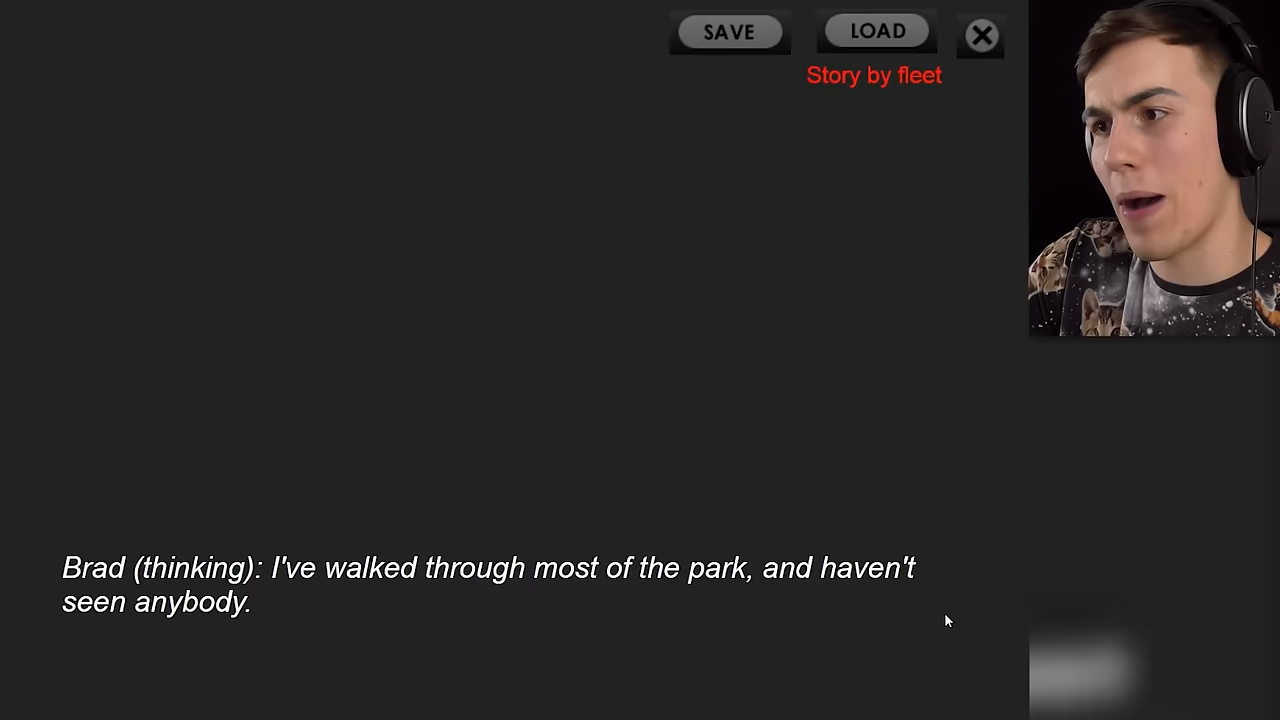 SAVE
LOAD
Story by fleet
Brad (thinking): I've walked through most of the park, and haven't
seen anybody.